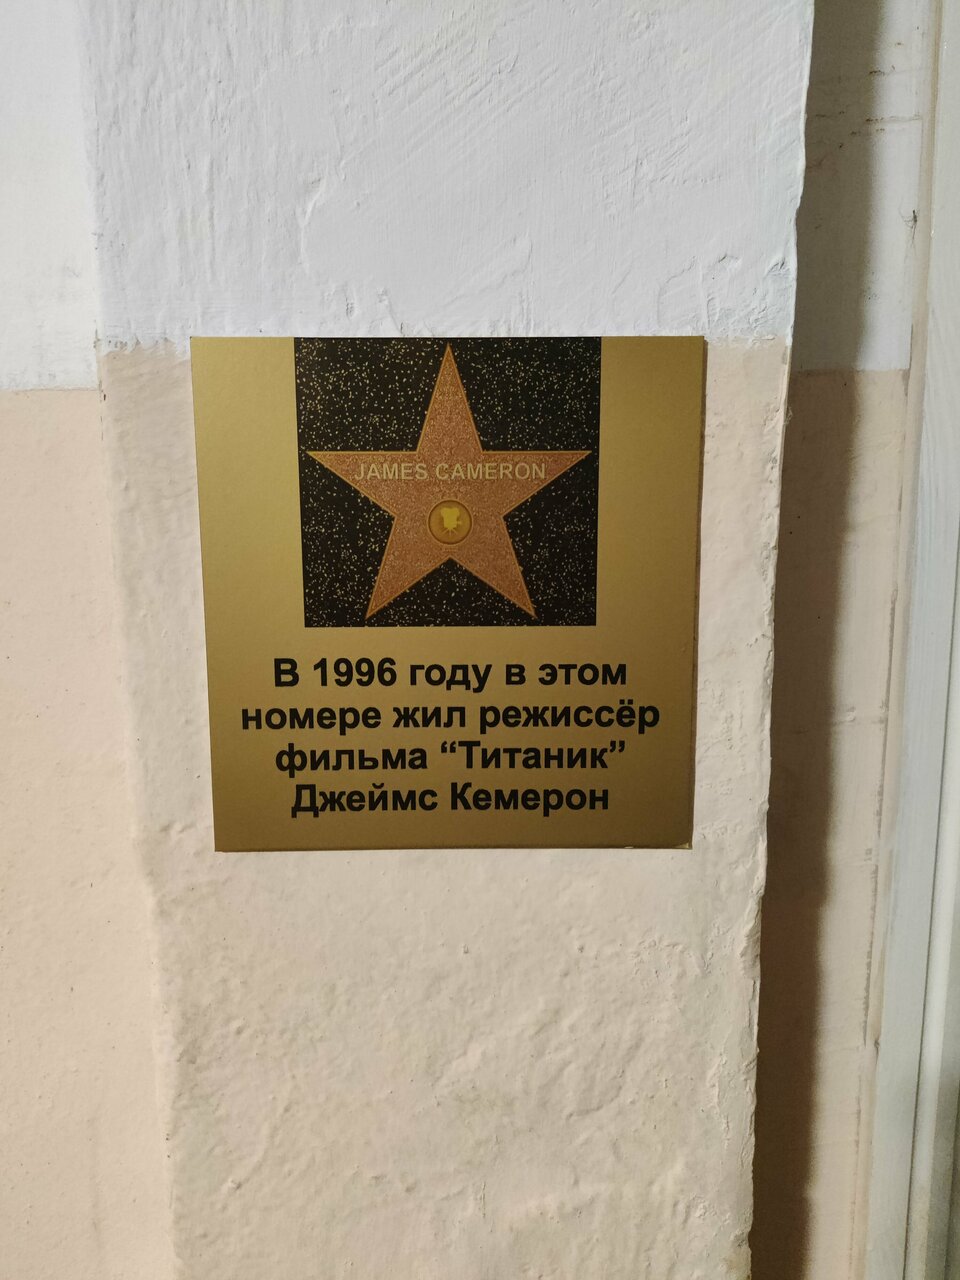 JAMES CAMERON
В 1996 году в этом
номере жил режиссёр
фильма “Титаник”
Джеймс Кемерон